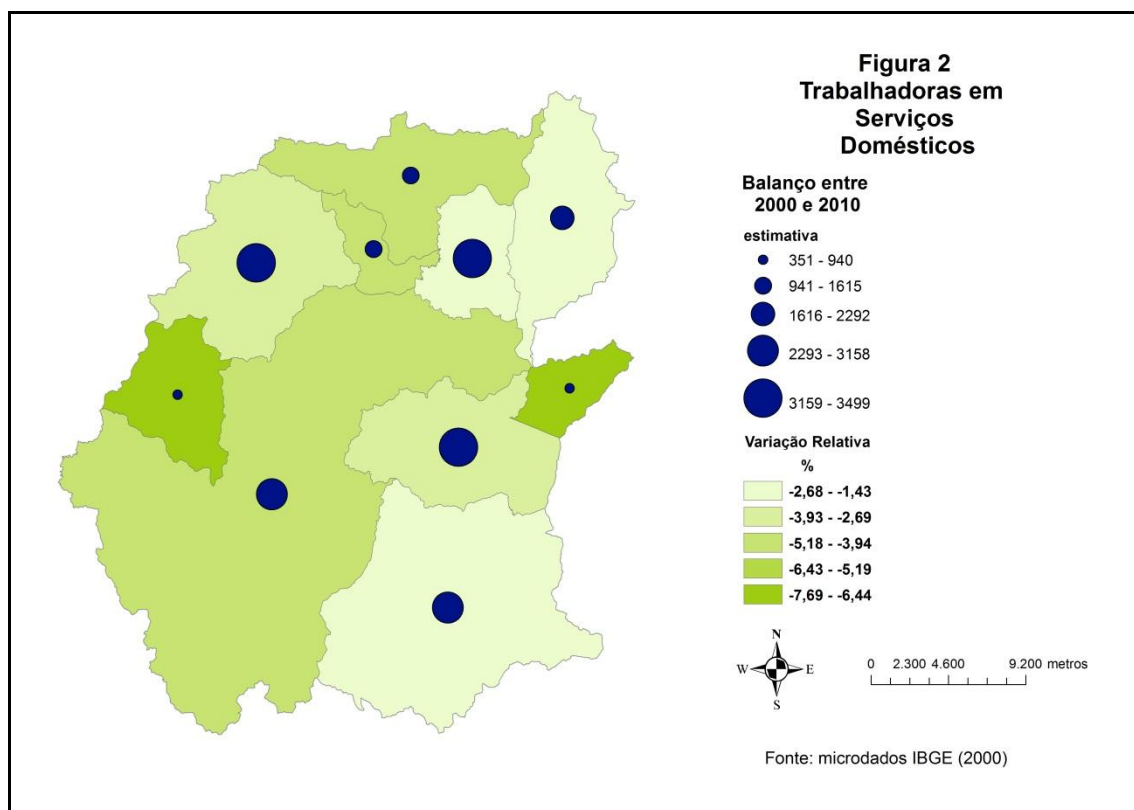 Figura 2
Trabalhadoras em
Serviços
Domésticos
Balanço entre
2000 e 2010
estimativa
351 - 940
941 - 1615
1616 - 2292
2293 - 3158
3159 - 3499
Variação Relativa
%
-2,68 - -1,43
-3,93 - -2,69
-5,18 - -3,94
-6,43 - -5,19
-7,69 - -6,44
N
W E
S
0 2.300 4.600 9.200 metros
Fonte: microdados IBGE (2000)